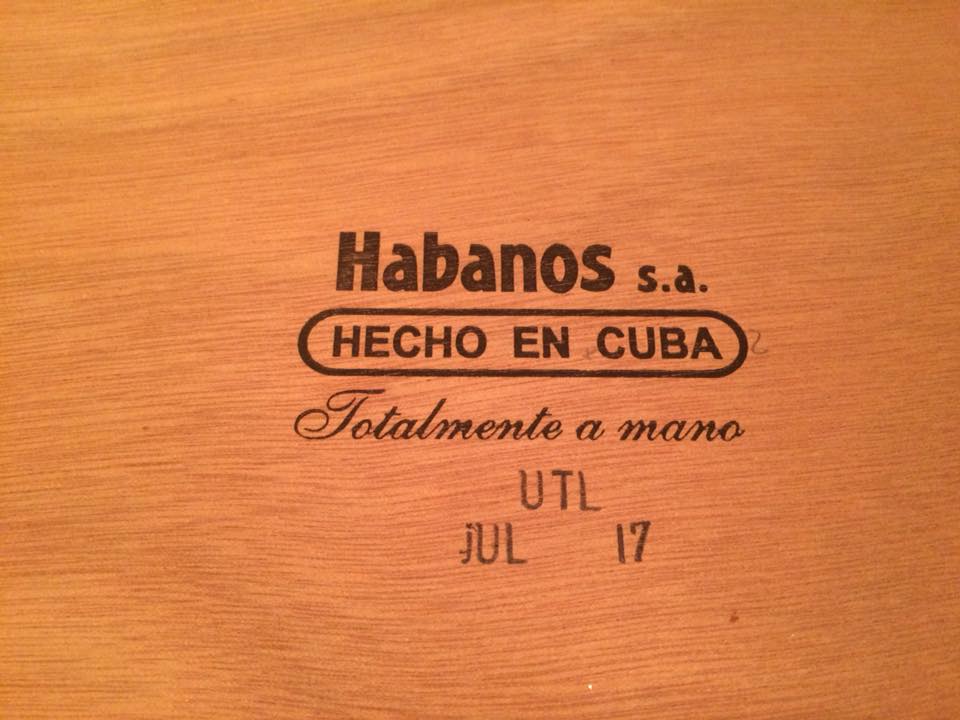 Habanos s.a.
HECHO EN CUBA
Totalmente a mano
UTL
JUL 17